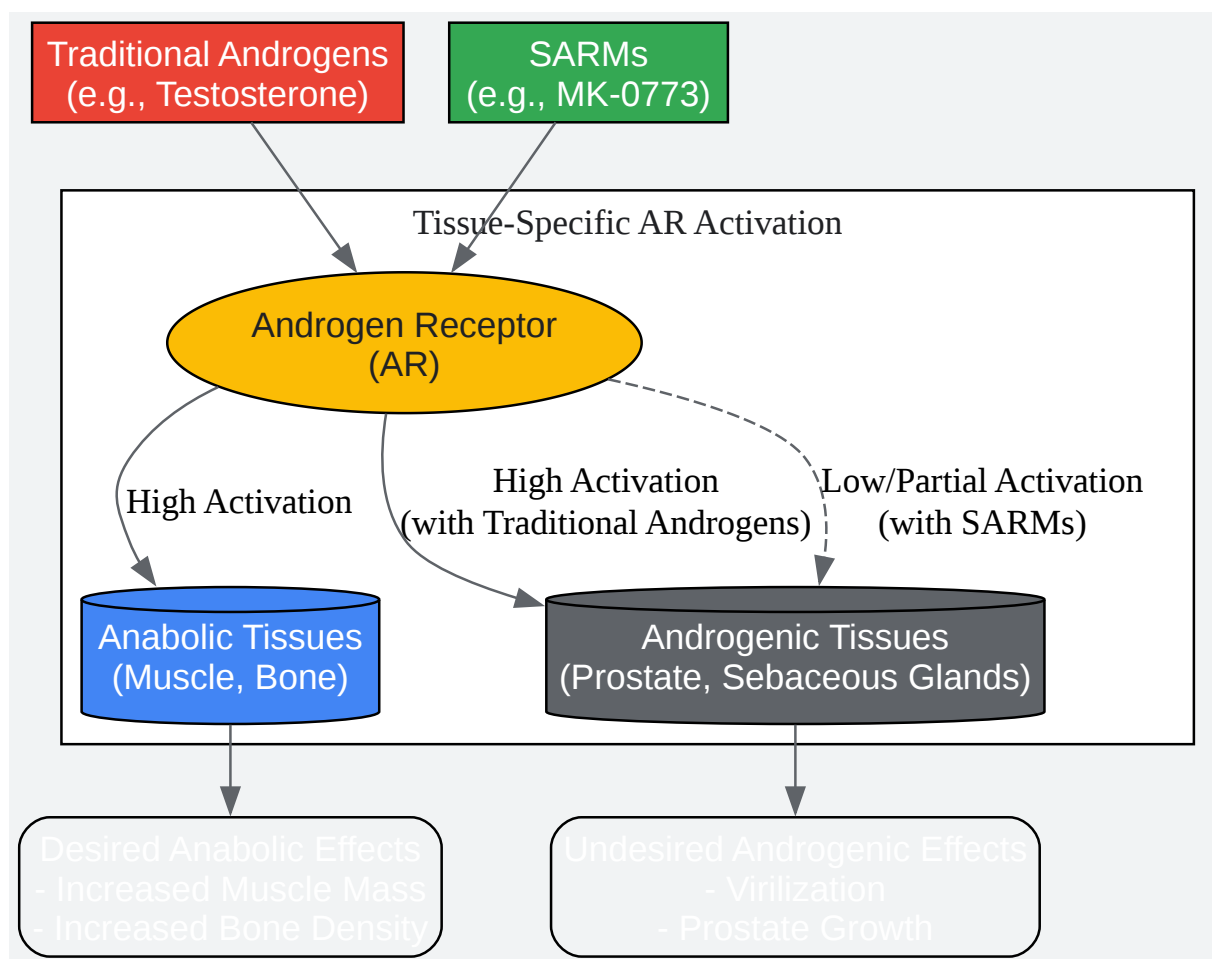 Traditional Androgens
(e.g., Testosterone)
SARMs
(e.g., MK-0773)
Tissue-Specific AR Activation
Androgen Receptor
(AR)
High Activation
High Activation
(with Traditional Androgens)
Low/Partial Activation
(with SARMs)
Anabolic Tissues
(Muscle, Bone)
Androgenic Tissues
(Prostate, Sebaceous Glands)
Desired Anabolic Effects
- Increased Muscle Mass
- Increased Bone Density
Undesired Androgenic Effects
- Virilization
- Prostate Growth